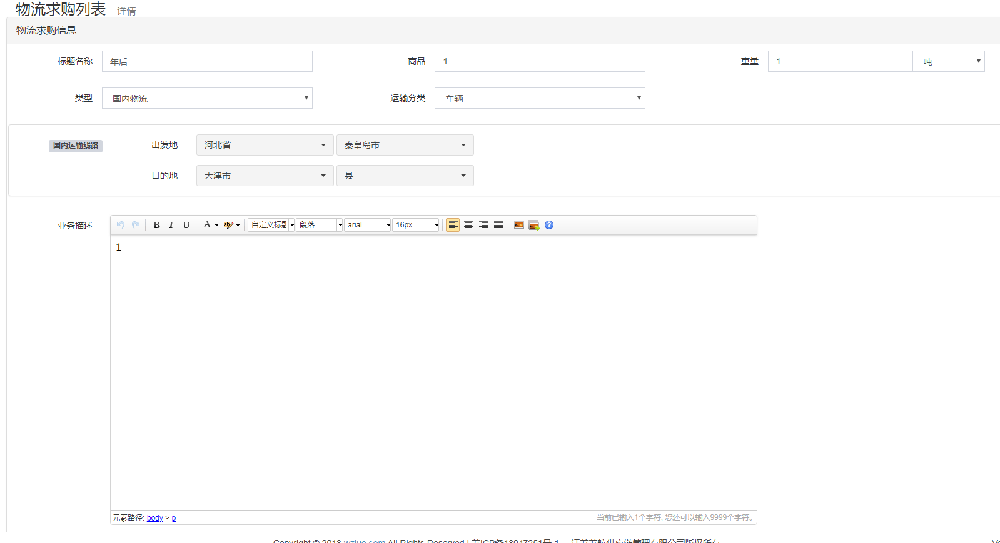 物流求购列表 详情
物流求购信息
标题名称 年后 商品 1 重量 1 吨
类型 国内物流 运输分类 车辆
国内运输线路 出发地 河北省 秦皇岛市
目的地 天津市 县
业务描述 B I U A ab 自定义标题 段落 arial 16px
1
元素路径: body > p 当前已输入1个字符, 您还可以输入9999个字符。
Copyright © 2018 wzluo.com All Rights Reserved | 苏ICP备18047251号-1 江苏苏航供应链管理有限公司版权所有